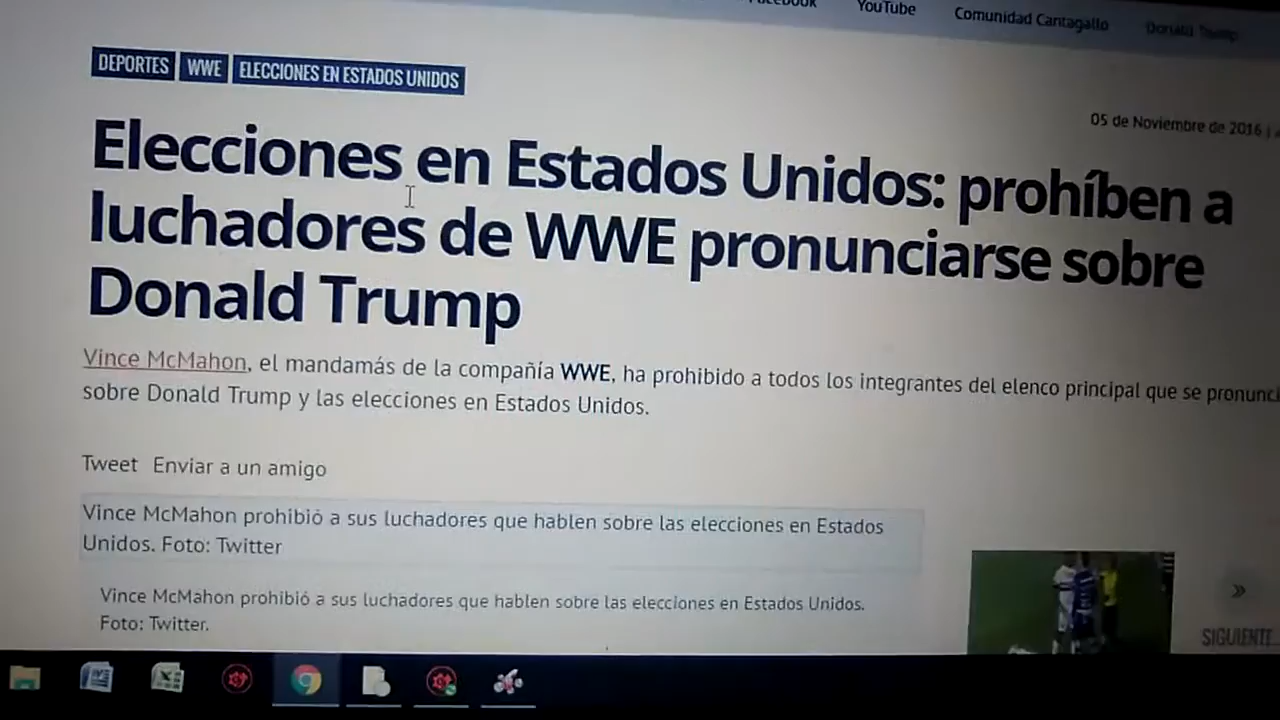 YouTube
Comunidad Cantagallo
Donald Trump
DEPORTES WWE ELECCIONES EN ESTADOS UNIDOS
05 de Noviembre de 2016 |
Elecciones en Estados Unidos: prohíben a
luchadores de WWE pronunciarse sobre
Donald Trump
Vince McMahon, el mandamás de la compañía WWE, ha prohibido a todos los integrantes del elenco principal que se pronunci
sobre Donald Trump y las elecciones en Estados Unidos.
Tweet Enviar a un amigo
Vince McMahon prohibió a sus luchadores que hablen sobre las elecciones en Estados
Unidos. Foto: Twitter
Vince McMahon prohibió a sus luchadores que hablen sobre las elecciones en Estados Unidos.
Foto: Twitter.
SIGUIENTE...